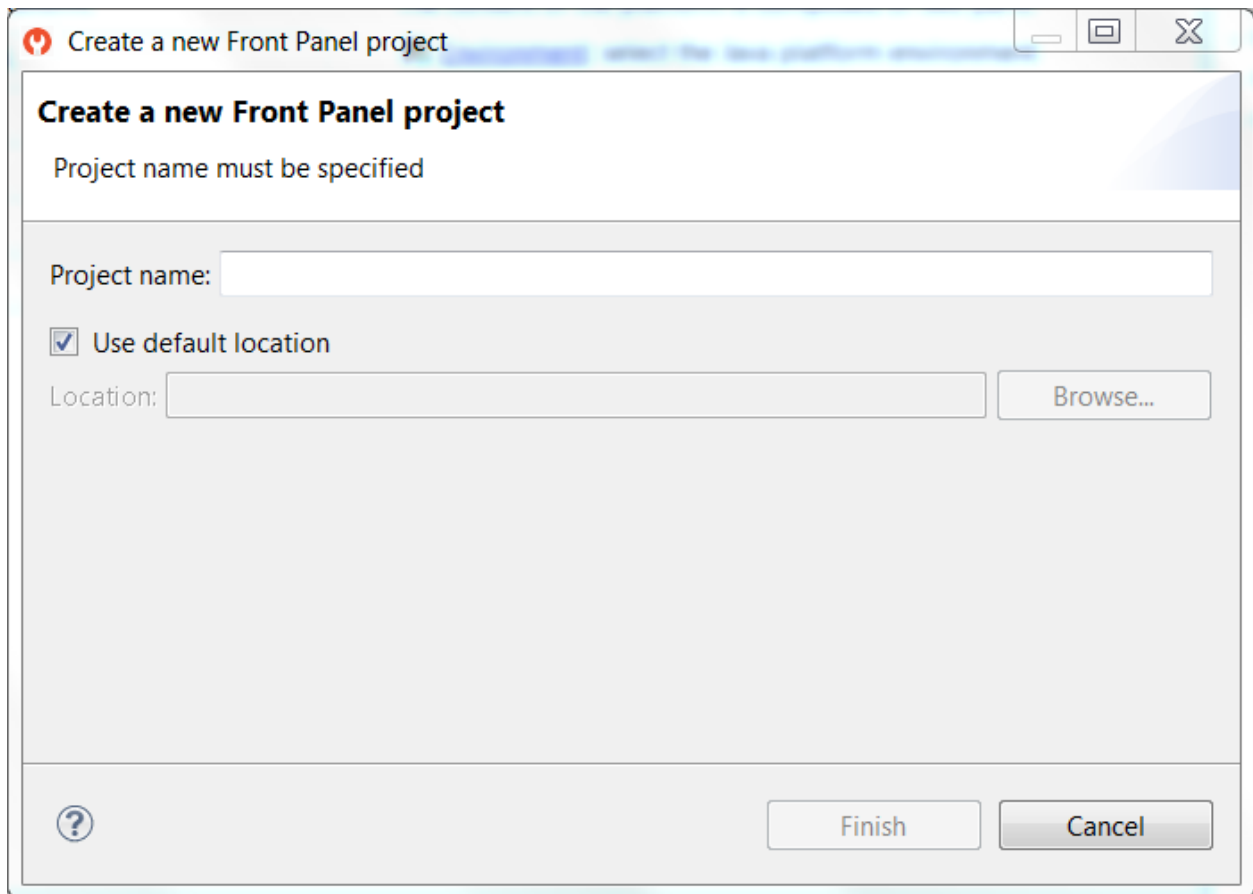 Create a new Front Panel project
Create a new Front Panel project
Project name must be specified
Project name:
Use default location
Location:
Browse...
?
Finish
Cancel